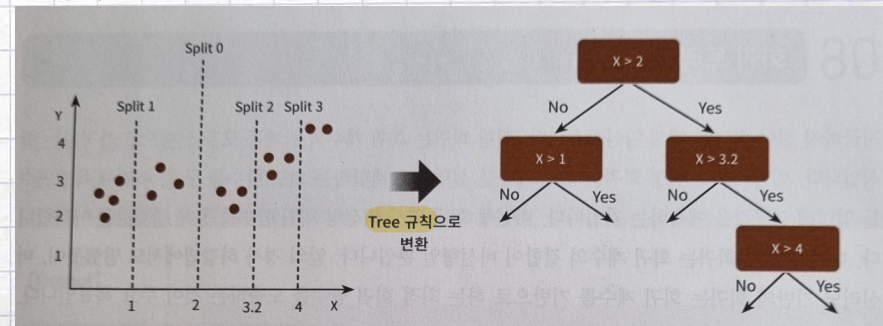 Split 0
Split 1
Split 2
Split 3
Y
4
3
2
1
1
2
3.2
4
X
Tree 규칙으로
변환
X > 2
No
Yes
X > 1
X > 3.2
No
Yes
No
Yes
X > 4
No
Yes